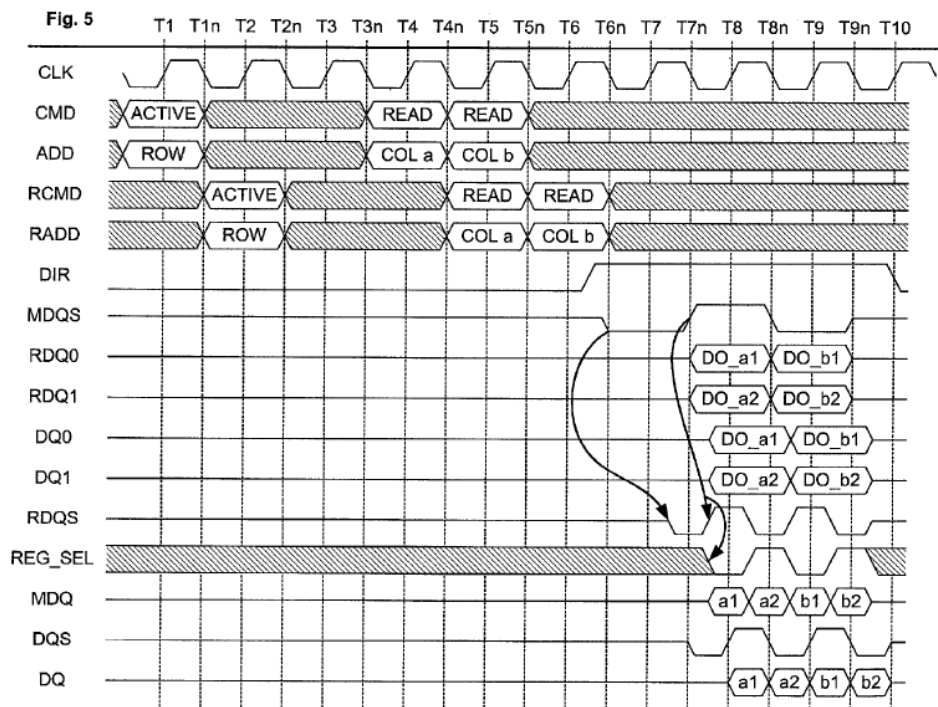 Fig. 5
T1 T1n T2 T2n T3 T3n T4 T4n T5 T5n T6 T6n T7 T7n T8 T8n T9 T9n T10
CLK
CMD ACTIVE READ READ
ADD ROW COL a COL b
RCMD ACTIVE READ READ
RADD ROW COL a COL b
DIR
MDQS
RDQ0 DO_a1 DO_b1
RDQ1 DO_a2 DO_b2
DQ0 DO_a1 DO_b1
DQ1 DO_a2 DO_b2
RDQS
REG_SEL
MDQ a1 a2 b1 b2
DQS
DQ a1 a2 b1 b2